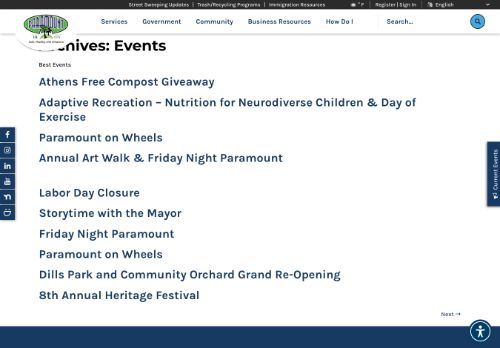 Street Sweeping Updates | Trash/Recycling Programs | Immigration Resources
° F | Register | Sign In | English
PARAMOUNT
Services Government Community Business Resources How Do I Search...
chives: Events
Best Events
Athens Free Compost Giveaway
Adaptive Recreation – Nutrition for Neurodiverse Children & Day of
Exercise
Paramount on Wheels
Annual Art Walk & Friday Night Paramount
Labor Day Closure
Storytime with the Mayor
Friday Night Paramount
Paramount on Wheels
Dills Park and Community Orchard Grand Re-Opening
8th Annual Heritage Festival
Next →
Current Events